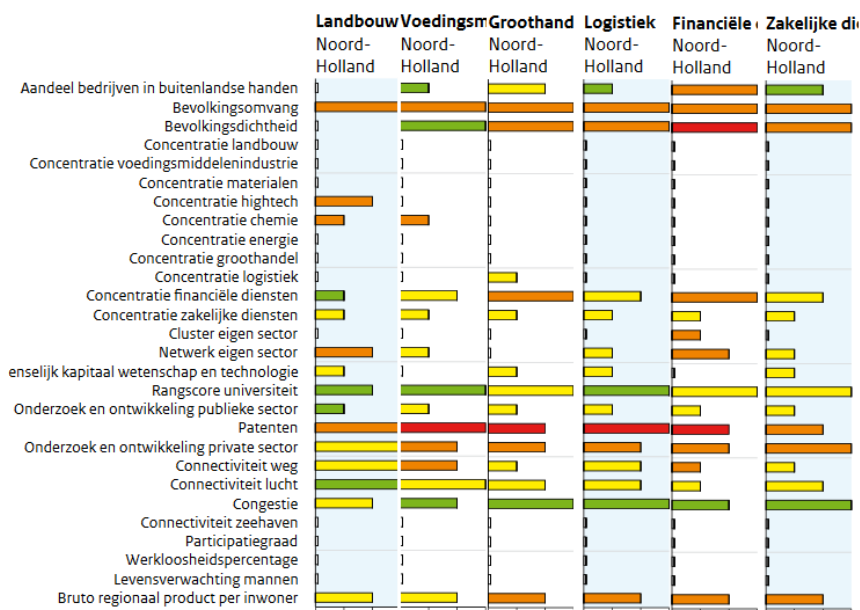 Landbouw Voedingsm Groothand Logistiek Financiële Zakelijke die
Noord- Noord- Noord- Noord- Noord- Noord-
Holland Holland Holland Holland Holland Holland
Aandeel bedrijven in buitenlandse handen
Bevolkingsomvang
Bevolkingsdichtheid
Concentratie landbouw
Concentratie voedingsmiddelenindustrie
Concentratie materialen
Concentratie hightech
Concentratie chemie
Concentratie energie
Concentratie groothandel
Concentratie logistiek
Concentratie financiële diensten
Concentratie zakelijke diensten
Cluster eigen sector
Netwerk eigen sector
enselijk kapitaal wetenschap en technologie
Rangscore universiteit
Onderzoek en ontwikkeling publieke sector
Patenten
Onderzoek en ontwikkeling private sector
Connectiviteit weg
Connectiviteit lucht
Congestie
Connectiviteit zeehaven
Participatiegraad
Werkloosheidspercentage
Levensverwachting mannen
Bruto regionaal product per inwoner